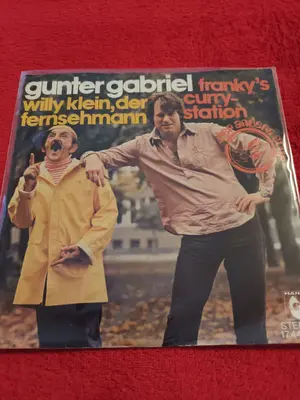 gunter gabriel
willy klein, der
fernsehmann
franky's
curry-
station